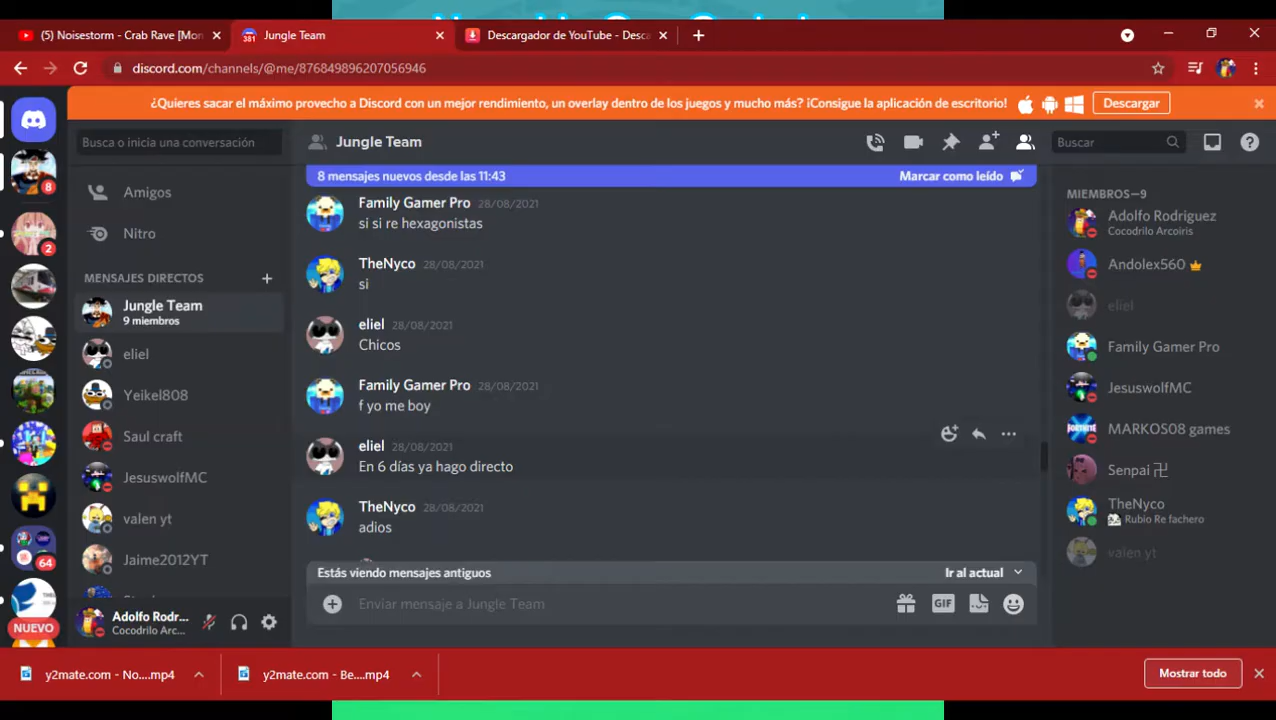 (5) Noisestorm - Crab Rave [Mon
381
Jungle Team
Descargador de YouTube - Desca
discord.com/channels/@me/876849896207056946
¿Quieres sacar el máximo provecho a Discord con un mejor rendimiento, un overlay dentro de los juegos y mucho más? ¡Consigue la aplicación de escritorio!
Descargar
Busca o inicia una conversación
Jungle Team
Buscar
8
2
64
NUEVO
Amigos
Nitro
MENSAJES DIRECTOS
Jungle Team
9 miembros
eliel
Yeikel808
Saul craft
JesuswolfMC
valen yt
Jaime2012YT
Adolfo Rodr...
Cocodrilo Arc...
8 mensajes nuevos desde las 11:43
Marcar como leído
Family Gamer Pro 28/08/2021
si si re hexagonistas
TheNyco 28/08/2021
si
eliel 28/08/2021
Chicos
Family Gamer Pro 28/08/2021
f yo me boy
eliel 28/08/2021
En 6 días ya hago directo
TheNyco 28/08/2021
adios
Estás viendo mensajes antiguos
Ir al actual
Enviar mensaje a Jungle Team
GIF
MIEMBROS—9
Adolfo Rodriguez
Cocodrilo Arcoiris
Andolex560
eliel
Family Gamer Pro
JesuswolfMC
MARKOS08 games
Senpai 卍
TheNyco
Rubio Re fachero
valen yt
y2mate.com - No....mp4
y2mate.com - Be....mp4
Mostrar todo